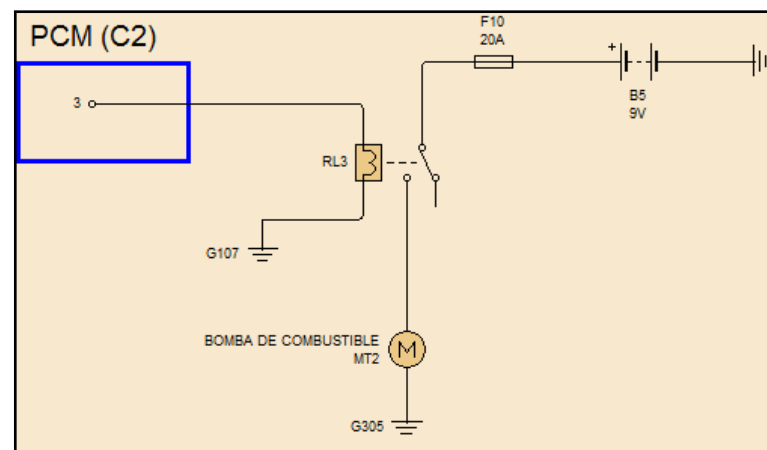 PCM (C2)
F10
20A
+
B5
9V
3
RL3
G107
BOMBA DE COMBUSTIBLE
MT2
M
G305